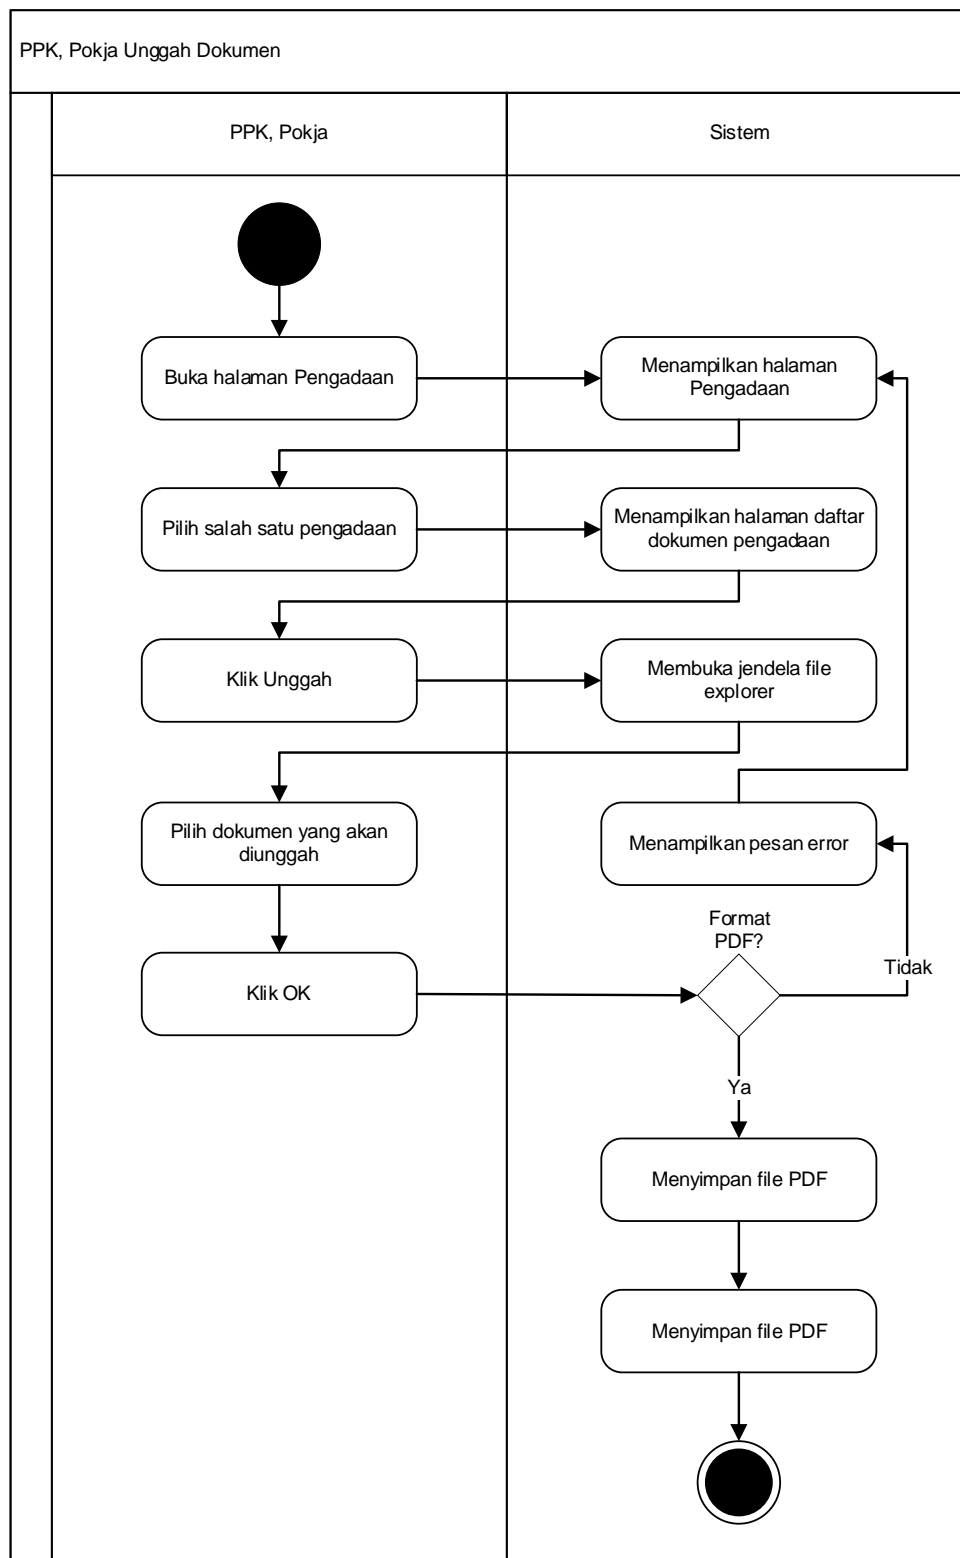 PPK, Pokja Unggah Dokumen
PPK, Pokja
Sistem
Buka halaman Pengadaan
Menampilkan halaman
Pengadaan
Pilih salah satu pengadaan
Menampilkan halaman daftar
dokumen pengadaan
Klik Unggah
Membuka jendela file
explorer
Pilih dokumen yang akan
diunggah
Menampilkan pesan error
Format
PDF?
Tidak
Klik OK
Ya
Menyimpan file PDF
Menyimpan file PDF